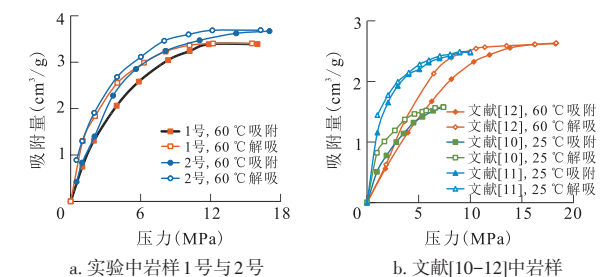 吸附量(cm³/g)
4
3
2
1
0
6
12
18
压力(MPa)
1号, 60 ℃吸附
1号, 60 ℃解吸
2号, 60 ℃吸附
2号, 60 ℃解吸
a. 实验中岩样1号与2号
吸附量(cm³/g)
3
2
1
0
5
10
15
20
压力(MPa)
文献[12], 60 ℃吸附
文献[12], 60 ℃解吸
文献[10], 25 ℃吸附
文献[10], 25 ℃解吸
文献[11], 25 ℃吸附
文献[11], 25 ℃解吸
b. 文献[10-12]中岩样